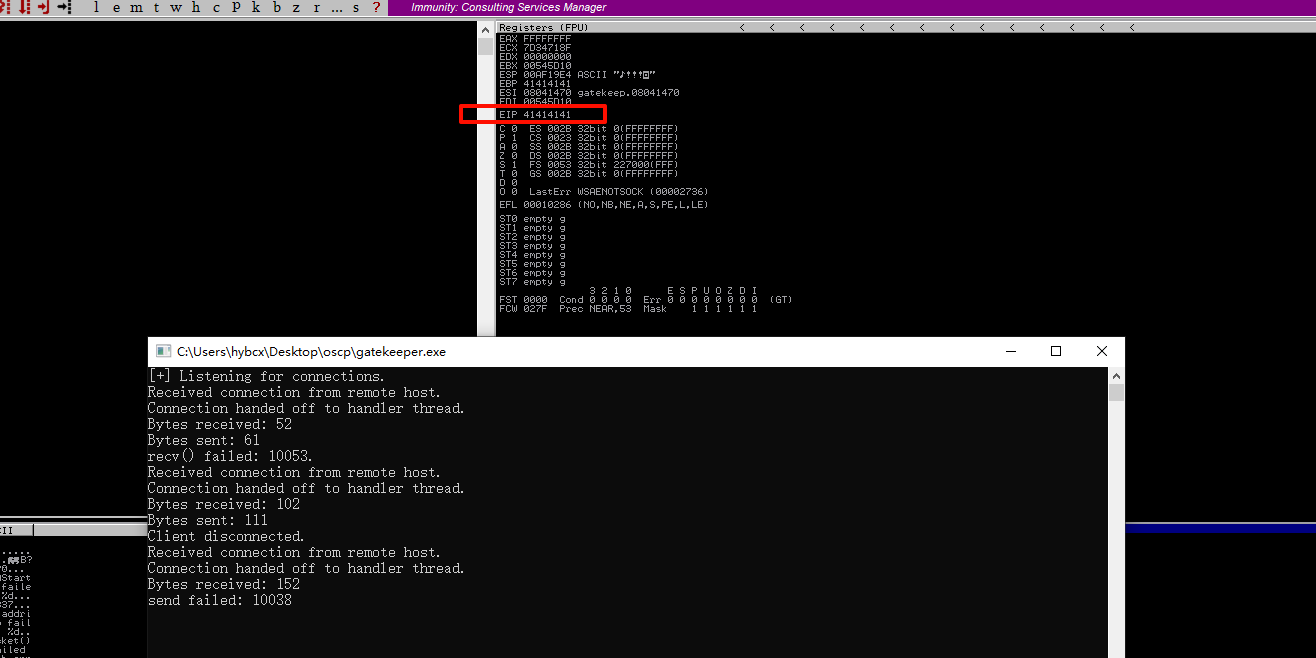 l e m t w h c P k b z r ... s ?
Immunity: Consulting Services Manager
Registers (FPU) < < < < < < < < < < < < < <
EAX FFFFFFFF
ECX 7D34718F
EDX 00000000
EBX 00545D10
ESP 00AF19E4 ASCII "♪↑↑↑◙"
EBP 41414141
ESI 08041470 gatekeep.08041470
EDI 00545D10
EIP 41414141
C 0 ES 002B 32bit 0(FFFFFFFF)
P 1 CS 0023 32bit 0(FFFFFFFF)
A 0 SS 002B 32bit 0(FFFFFFFF)
Z 0 DS 002B 32bit 0(FFFFFFFF)
S 1 FS 0053 32bit 227000(FFF)
T 0 GS 002B 32bit 0(FFFFFFFF)
D 0
O 0 LastErr WSAENOTSOCK (00002736)
EFL 00010286 (NO,NB,NE,A,S,PE,L,LE)
ST0 empty g
ST1 empty g
ST2 empty g
ST3 empty g
ST4 empty g
ST5 empty g
ST6 empty g
ST7 empty g
3 2 1 0 E S P U O Z D I
FST 0000 Cond 0 0 0 0 Err 0 0 0 0 0 0 0 0 (GT)
FCW 027F Prec NEAR,53 Mask 1 1 1 1 1 1
C:\Users\hybcx\Desktop\oscp\gatekeeper.exe
[+] Listening for connections.
Received connection from remote host.
Connection handed off to handler thread.
Bytes received: 52
Bytes sent: 61
recv() failed: 10053.
Received connection from remote host.
Connection handed off to handler thread.
Bytes received: 102
Bytes sent: 111
Client disconnected.
Received connection from remote host.
Connection handed off to handler thread.
Bytes received: 152
send failed: 10038
CII
.....
B?
0...
Start
faile
%d...
37...
addri
fail
%d..
ket()
ailed